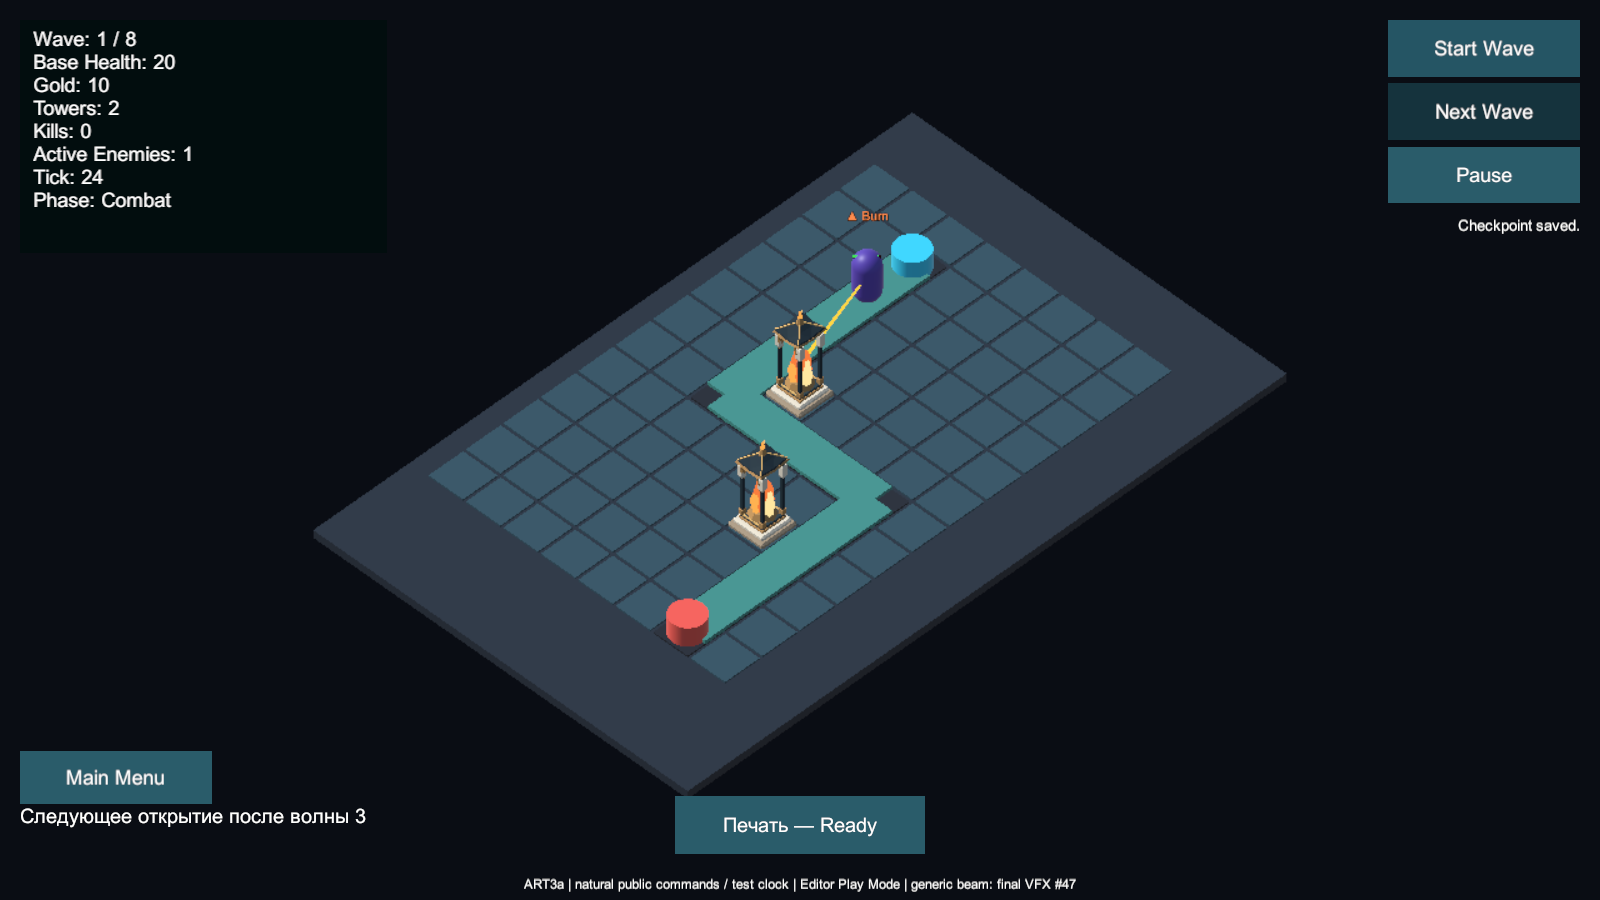 Wave: 1 / 8
Base Health: 20
Gold: 10
Towers: 2
Kills: 0
Active Enemies: 1
Tick: 24
Phase: Combat
Start Wave
Next Wave
Pause
Checkpoint saved.
▲ Burn
Main Menu
Следующее открытие после волны 3
Печать — Ready
ART3a | natural public commands / test clock | Editor Play Mode | generic beam: final VFX #47